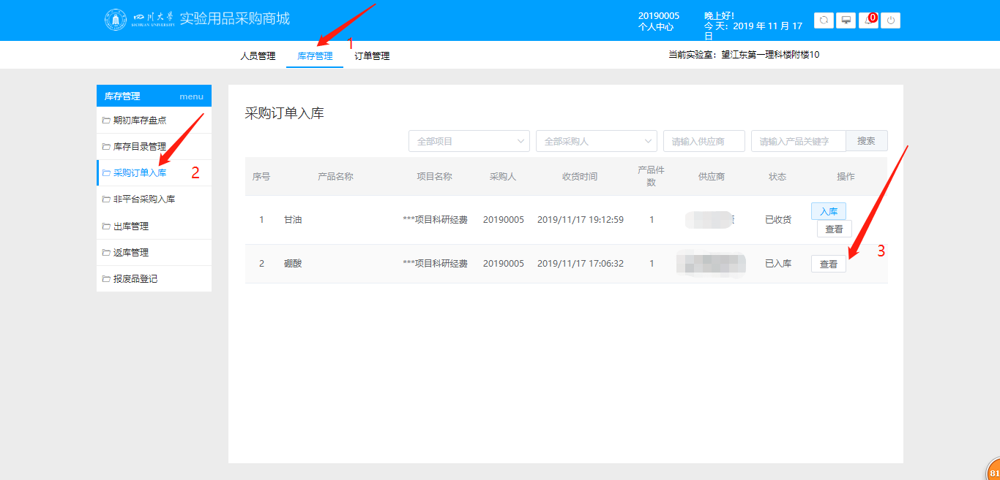 四川大学 实验用品采购商城
SICHUAN UNIVERSITY
20190005
个人中心
晚上好!
今 天: 2019 年 11 月 17
日
0
人员管理 库存管理 1 订单管理
当前实验室: 望江东第一理科楼附楼10
库存管理 menu
期初库存盘点
库存目录管理
采购订单入库 2
非平台采购入库
出库管理
返库管理
报废品登记
采购订单入库
全部项目 全部采购人 请输入供应商 请输入产品关键字 搜索
序号 产品名称 项目名称 采购人 收货时间 产品件
数 供应商 状态 操作
1 甘油 ***项目科研经费 20190005 2019/11/17 19:12:59 1 已收货 入库
查看
3
2 硼酸 ***项目科研经费 20190005 2019/11/17 17:06:32 1 已入库 查看
81